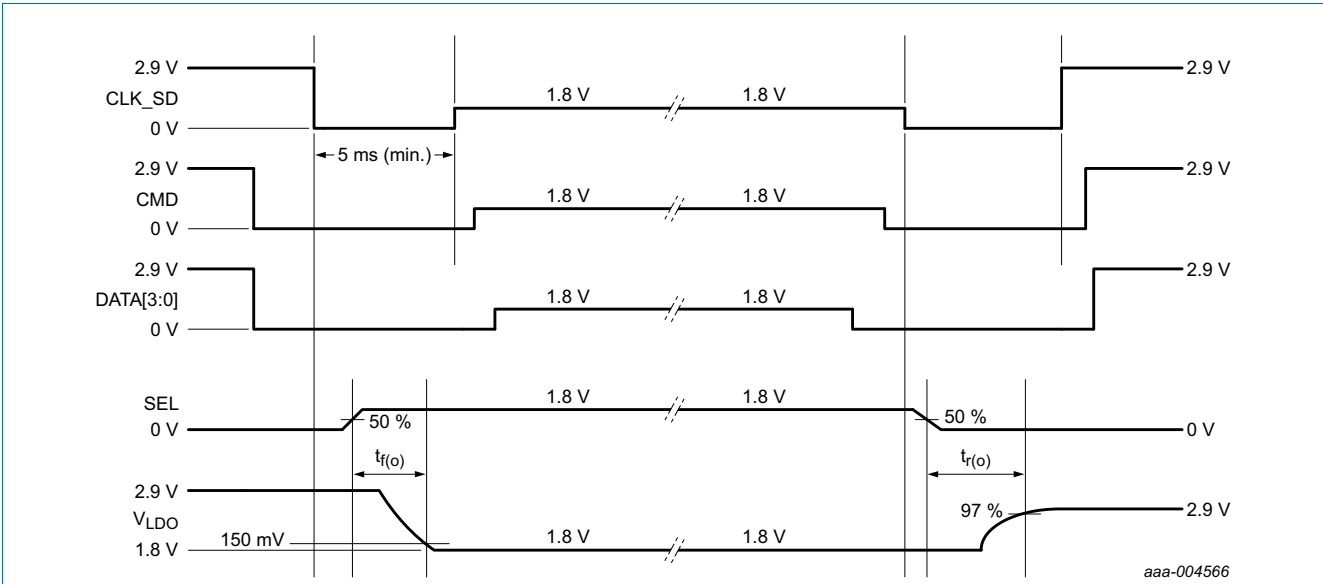 2.9 V 2.9 V
CLK_SD 1.8 V 1.8 V
0 V
5 ms (min.)
2.9 V 2.9 V
CMD 1.8 V 1.8 V
0 V
2.9 V 2.9 V
DATA[3:0] 1.8 V 1.8 V
0 V
SEL 1.8 V 1.8 V
50 % 50 %
0 V 0 V
tf(o) tr(o)
2.9 V
VLDO 97 % 2.9 V
150 mV
1.8 V 1.8 V 1.8 V
aaa-004566